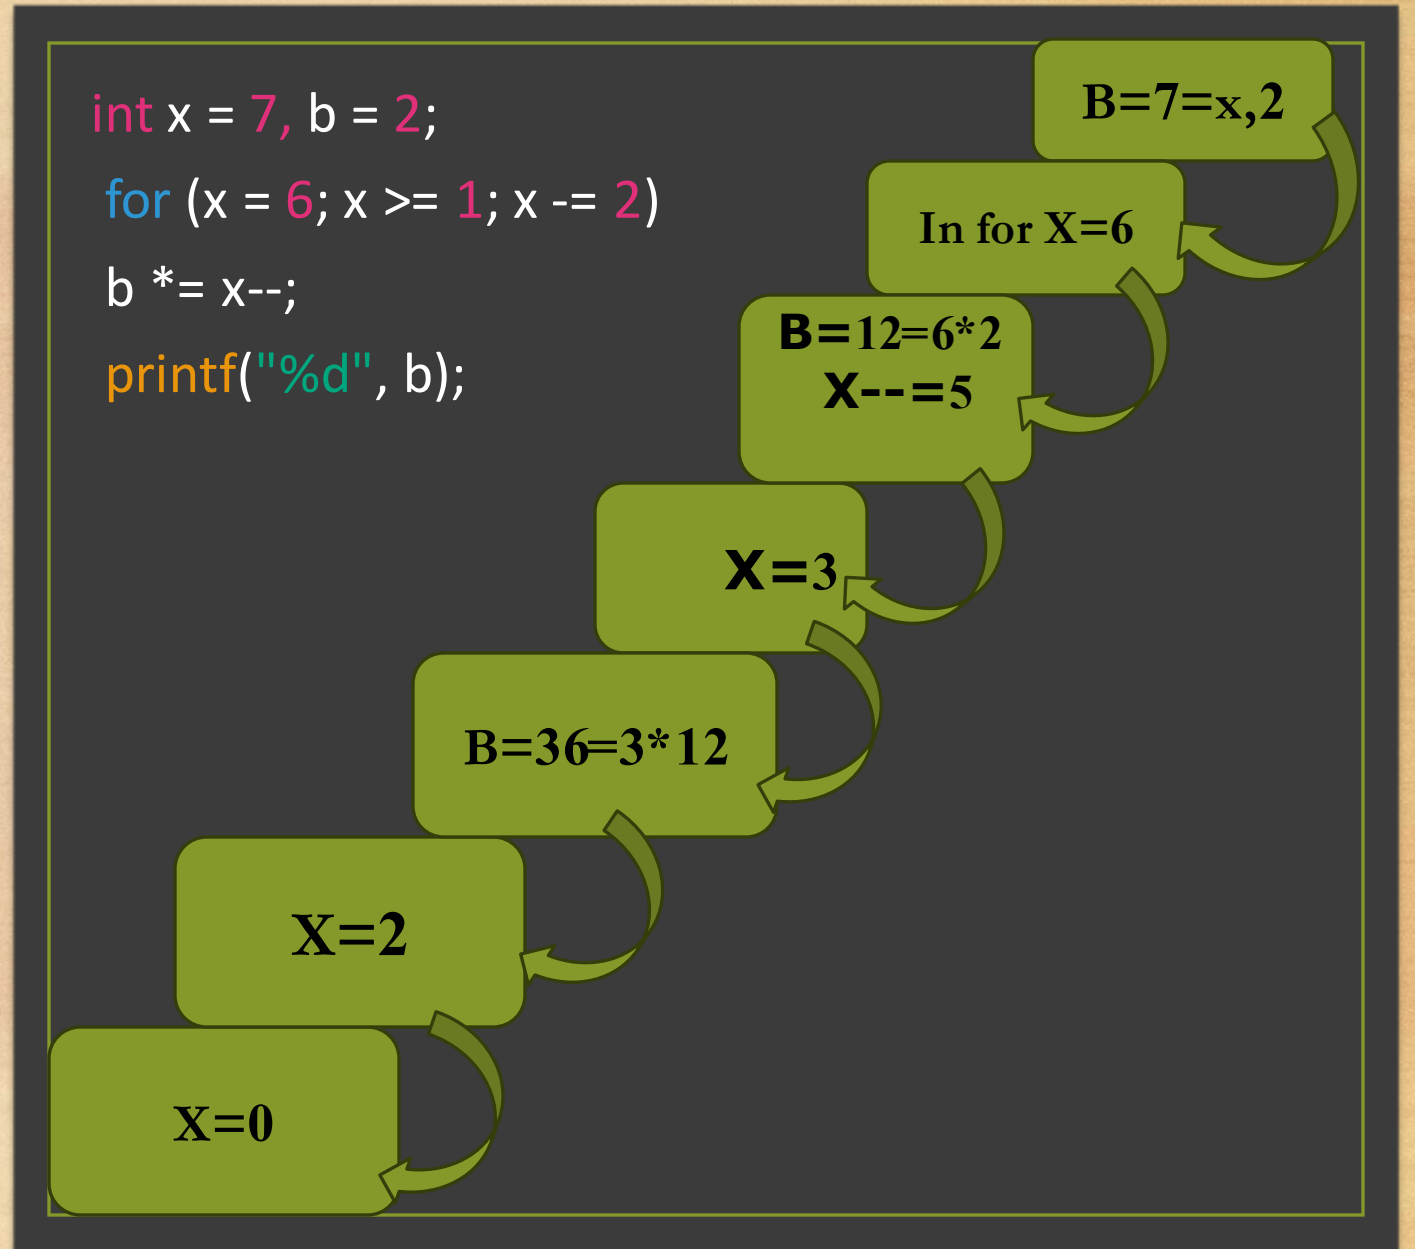 int x = 7, b = 2;
for (x = 6; x >= 1; x -= 2)
b *= x--;
printf("%d", b);
B=7=x,2
In for X=6
B=12=6*2
X--=5
X=3
B=36=3*12
X=2
X=0